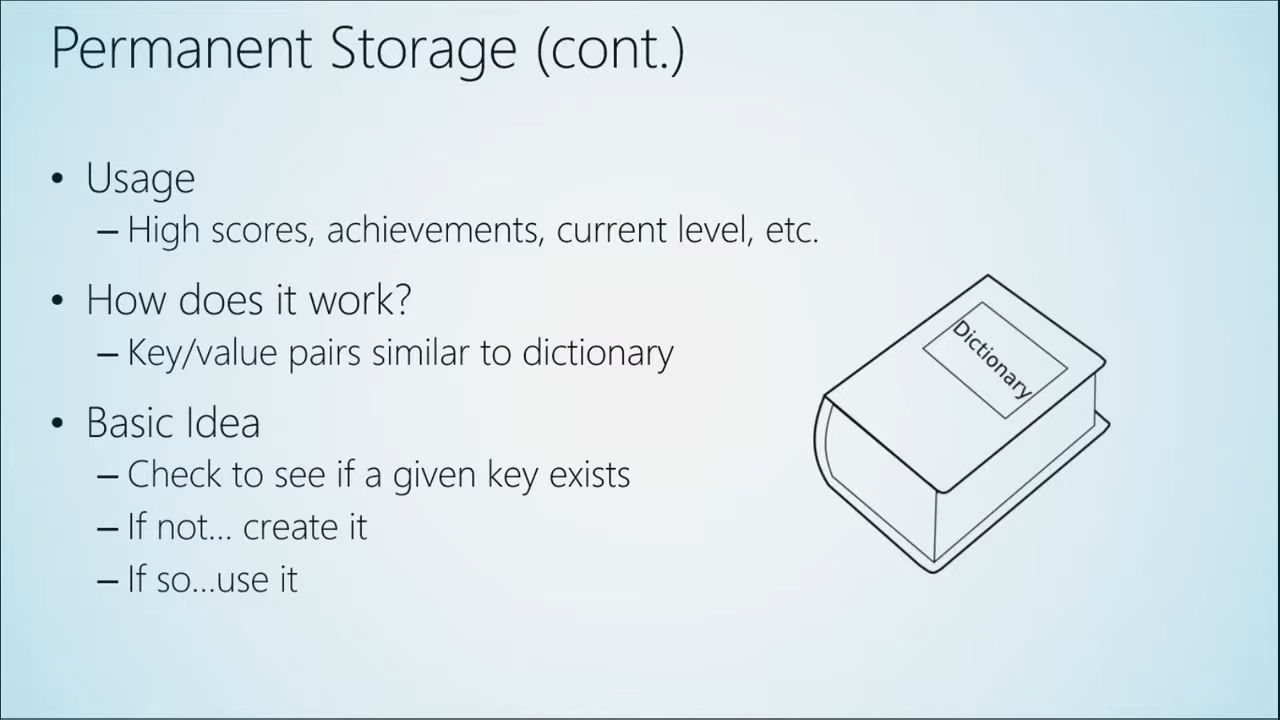 Permanent Storage (cont.)
• Usage
– High scores, achievements, current level, etc.
• How does it work?
– Key/value pairs similar to dictionary
• Basic Idea
– Check to see if a given key exists
– If not... create it
– If so...use it
Dictionary